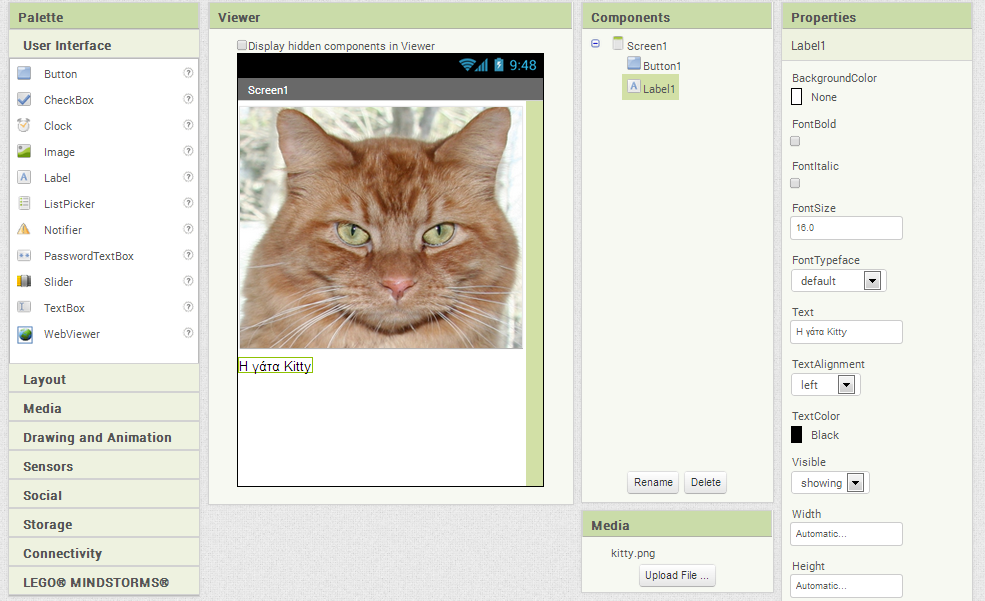 Palette
User Interface
Button
?
CheckBox
?
Clock
?
Image
?
Label
?
ListPicker
?
Notifier
?
PasswordTextBox
?
Slider
?
TextBox
?
WebViewer
?
Layout
Media
Drawing and Animation
Sensors
Social
Storage
Connectivity
LEGO® MINDSTORMS®
Viewer
Display hidden components in Viewer
9:48
Screen1
Η γάτα Kitty
Components
Screen1
Button1
A Label1
Rename
Delete
Media
kitty.png
Upload File ...
Properties
Label1
BackgroundColor
None
FontBold
FontItalic
FontSize
16.0
FontTypeface
default
Text
Η γάτα Kitty
TextAlignment
left
TextColor
Black
Visible
showing
Width
Automatic...
Height
Automatic...